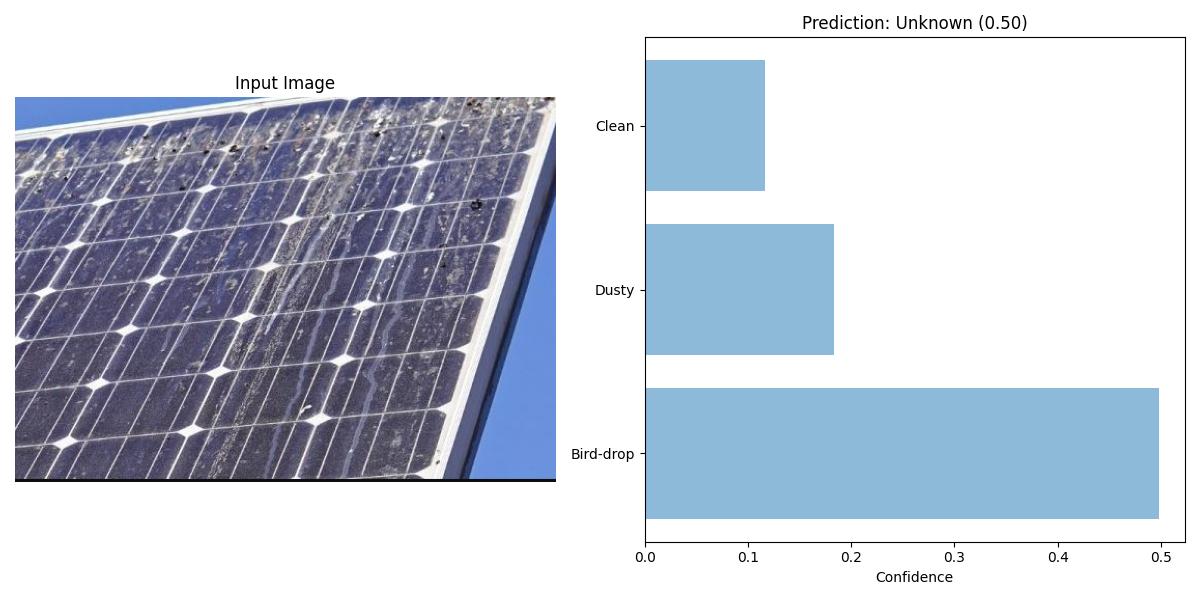 Input Image
Prediction: Unknown (0.50)
Clean
Dusty
Bird-drop
0.0 0.1 0.2 0.3 0.4 0.5
Confidence